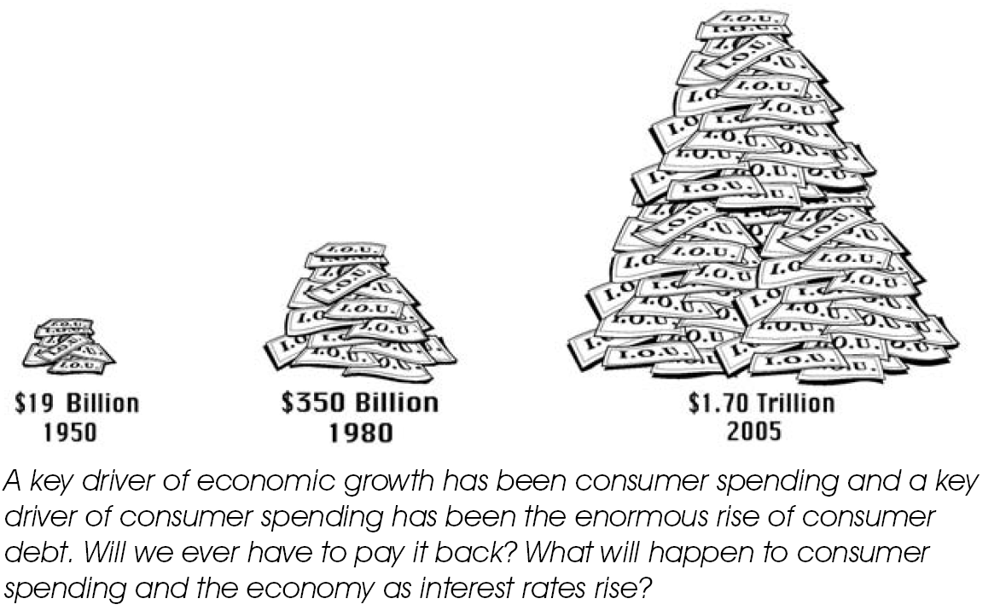 I.O.U.
$19 Billion
1950
I.O.U.
$350 Billion
1980
I.O.U.
$1.70 Trillion
2005
A key driver of economic growth has been consumer spending and a key
driver of consumer spending has been the enormous rise of consumer
debt. Will we ever have to pay it back? What will happen to consumer
spending and the economy as interest rates rise?